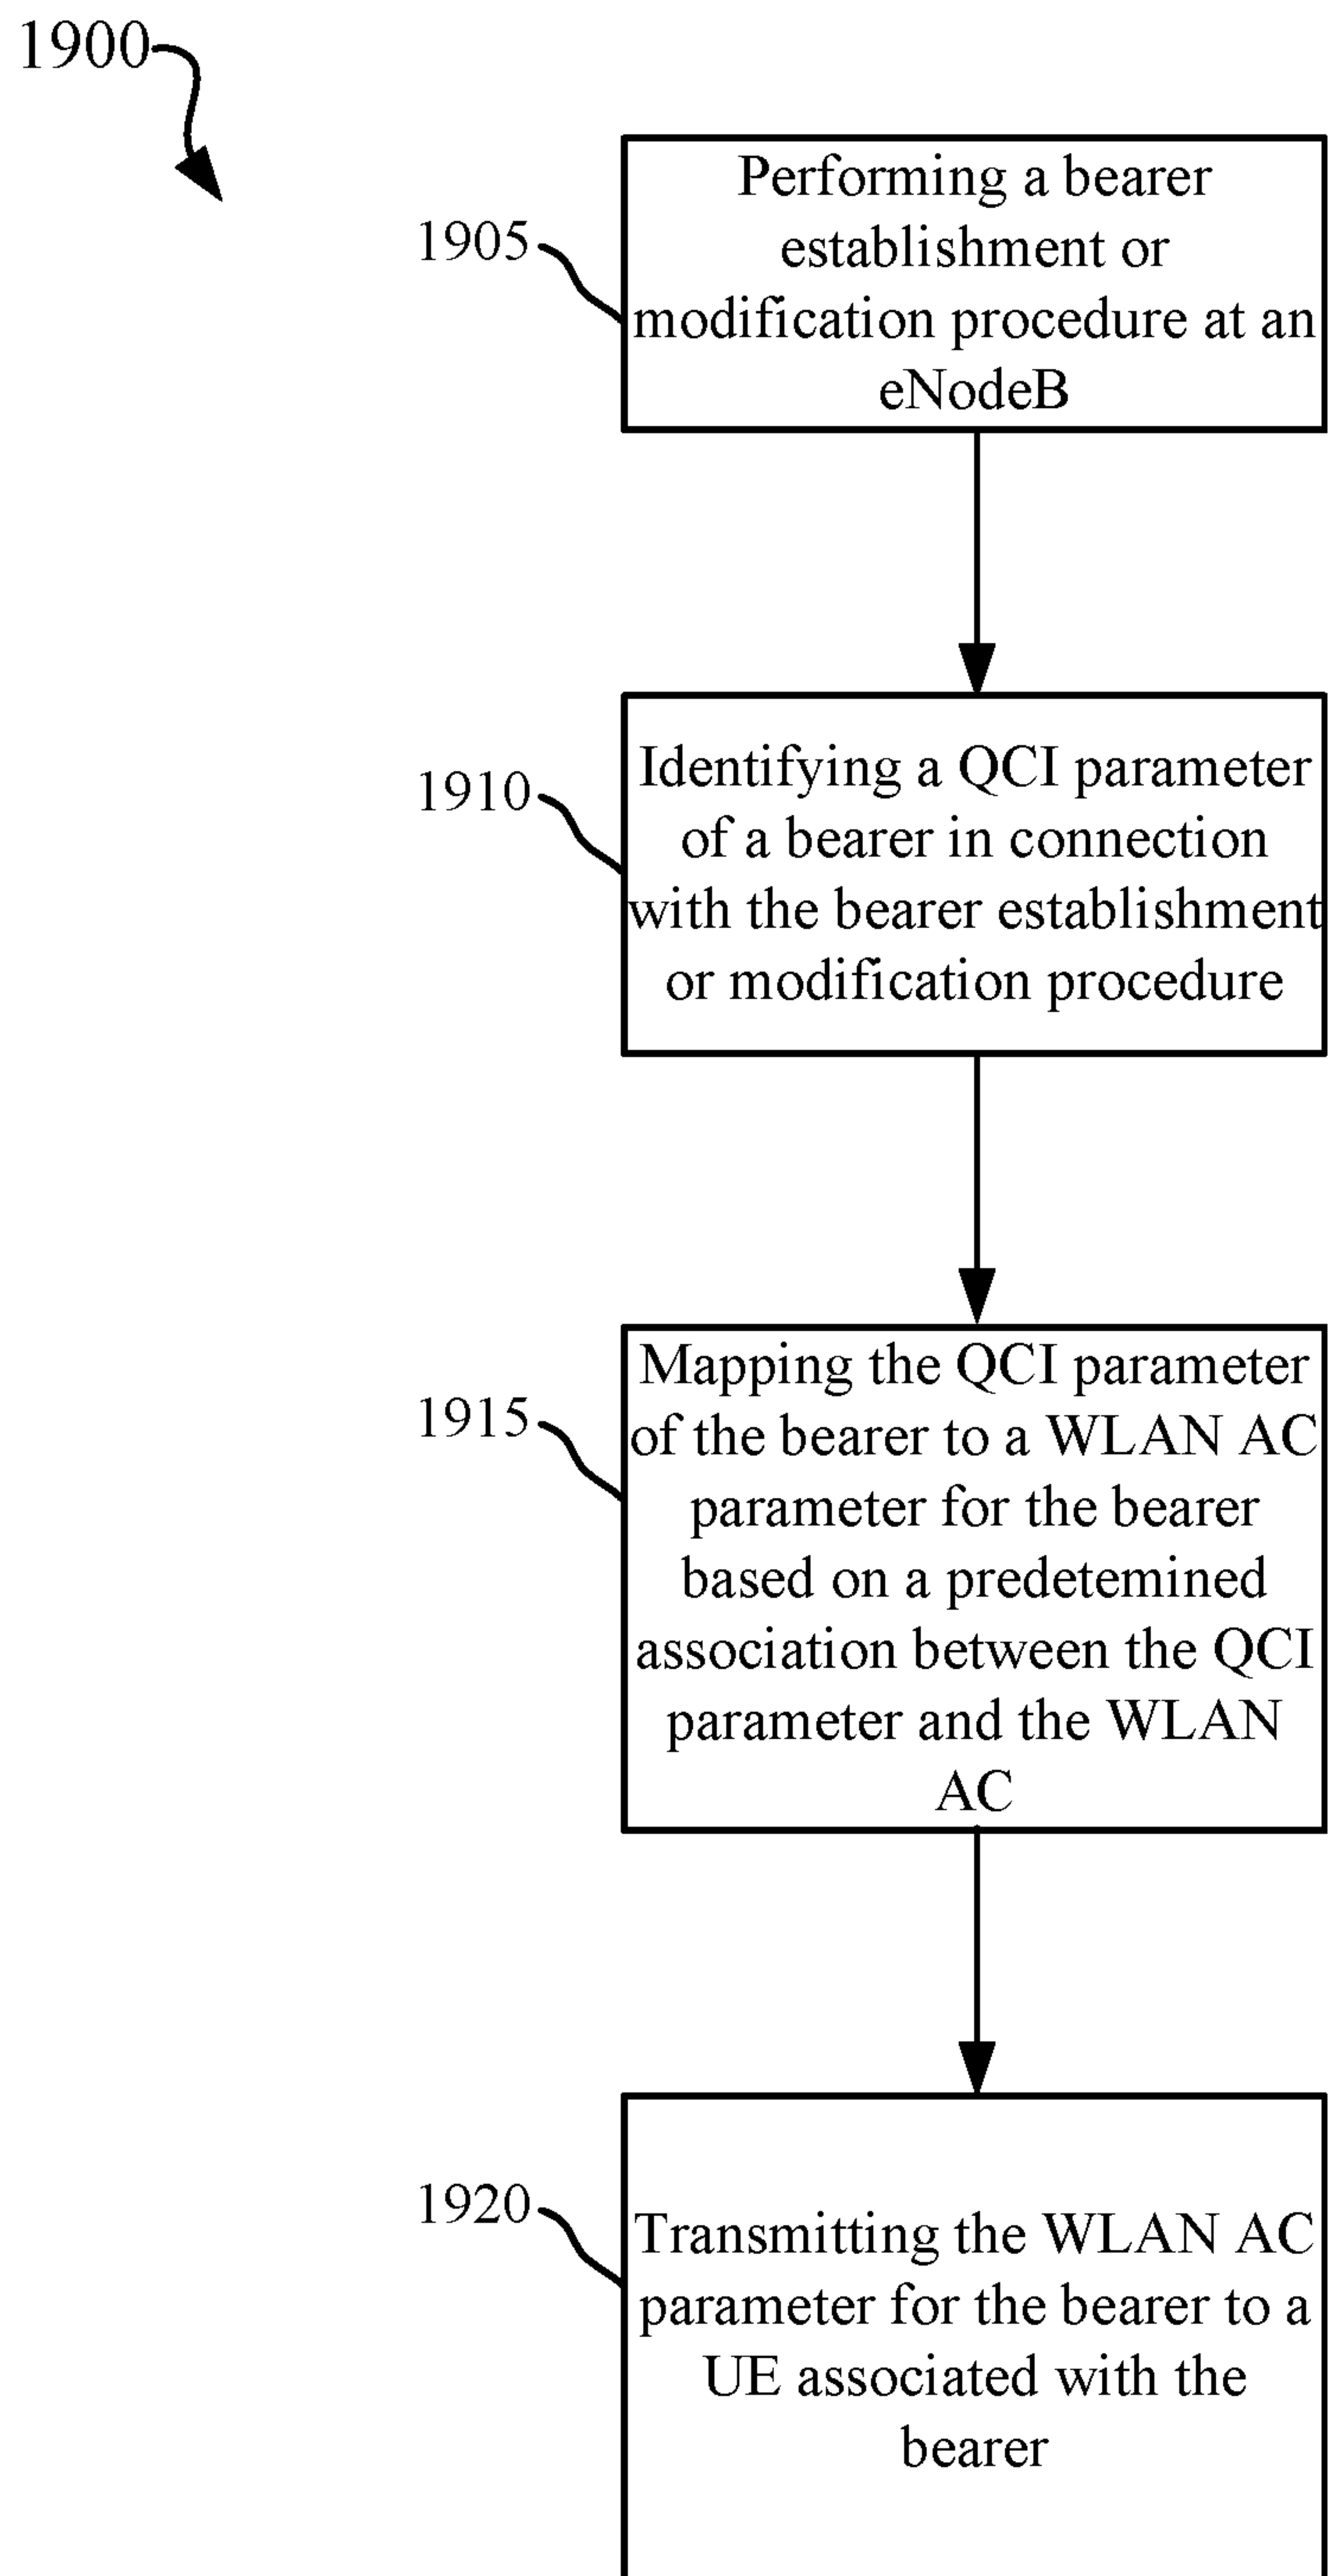 1900
1905
Performing a bearer
establishment or
modification procedure at an
eNodeB
1910
Identifying a QCI parameter
of a bearer in connection
with the bearer establishment
or modification procedure
1915
Mapping the QCI parameter
of the bearer to a WLAN AC
parameter for the bearer
based on a predetemined
association between the QCI
parameter and the WLAN
AC
1920
Transmitting the WLAN AC
parameter for the bearer to a
UE associated with the
bearer